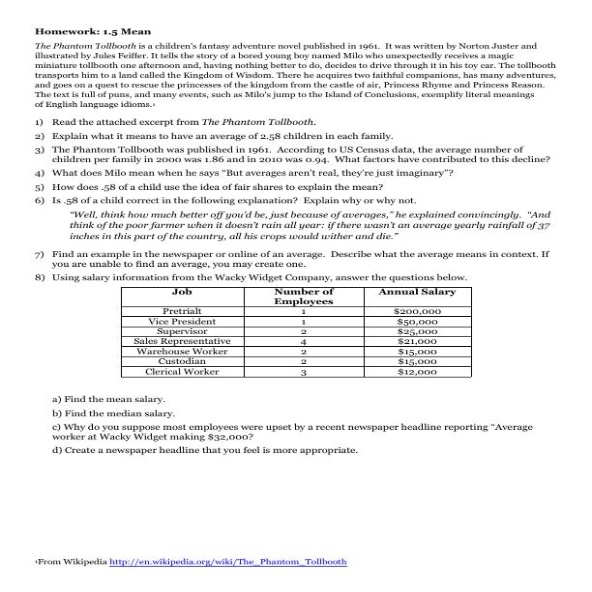 Homework: 1.5 Mean
The Phantom Tollbooth is a children's fantasy adventure novel published in 1961. It was written by Norton Juster and
illustrated by Jules Feiffer. It tells the story of a bored young boy named Milo who unexpectedly receives a magic
miniature tollbooth one afternoon and, having nothing better to do, decides to drive through it in his toy car. The tollbooth
transports him to a land called the Kingdom of Wisdom. There he acquires two faithful companions, has many adventures,
and goes on a quest to rescue the princesses of the kingdom from the castle of air, Princess Rhyme and Princess Reason.
The text is full of puns, and many events, such as Milo's jump to the Island of Conclusions, exemplify literal meanings
of English language idioms.¹
1) Read the attached excerpt from The Phantom Tollbooth.
2) Explain what it means to have an average of 2.58 children in each family.
3) The Phantom Tollbooth was published in 1961. According to US Census data, the average number of
children per family in 2000 was 1.86 and in 2010 was 0.94. What factors have contributed to this decline?
4) What does Milo mean when he says "But averages aren't real, they're just imaginary"?
5) How does .58 of a child use the idea of fair shares to explain the mean?
6) Is .58 of a child correct in the following explanation? Explain why or why not.
"Well, think how much better off you'd be, just because of averages," he explained convincingly. "And
think of the poor farmer when it doesn't rain all year: if there wasn't an average yearly rainfall of 37
inches in this part of the country, all his crops would wither and die."
7) Find an example in the newspaper or online of an average. Describe what the average means in context. If
you are unable to find an average, you may create one.
8) Using salary information from the Wacky Widget Company, answer the questions below.
Job Number of Employees Annual Salary
Pretrialt 1 $200,000
Vice President 1 $50,000
Supervisor 2 $25,000
Sales Representative 4 $21,000
Warehouse Worker 2 $15,000
Custodian 2 $15,000
Clerical Worker 3 $12,000
a) Find the mean salary.
b) Find the median salary.
c) Why do you suppose most employees were upset by a recent newspaper headline reporting "Average
worker at Wacky Widget making $32,000?
d) Create a newspaper headline that you feel is more appropriate.
¹From Wikipedia http://en.wikipedia.org/wiki/The_Phantom_Tollbooth